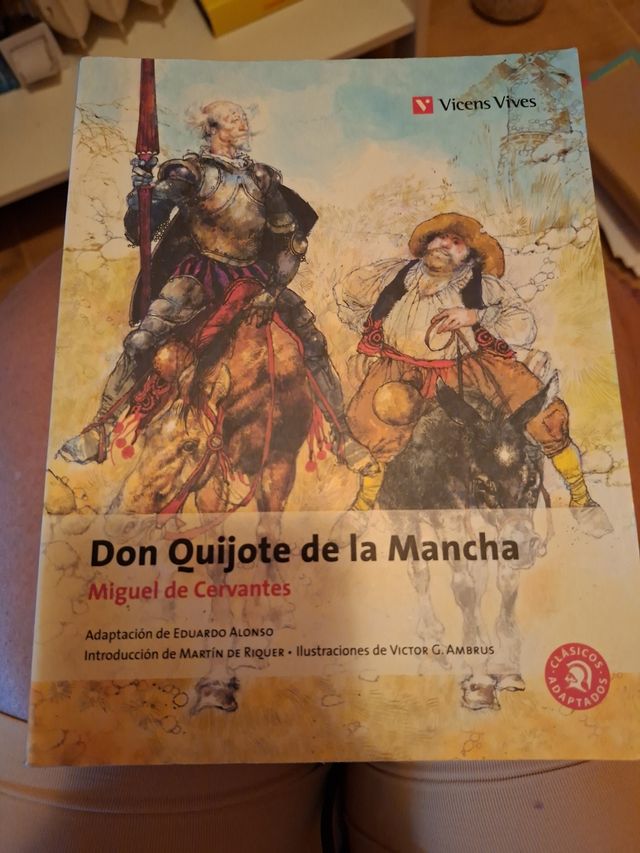 Vicens Vives
Don Quijote de la Mancha
Miguel de Cervantes
Adaptación de EDUARDO ALONSO
Introducción de MARTÍN DE RIQUER • Ilustraciones de VICTOR G. AMBRUS
CLÁSICOS
ADAPTADOS